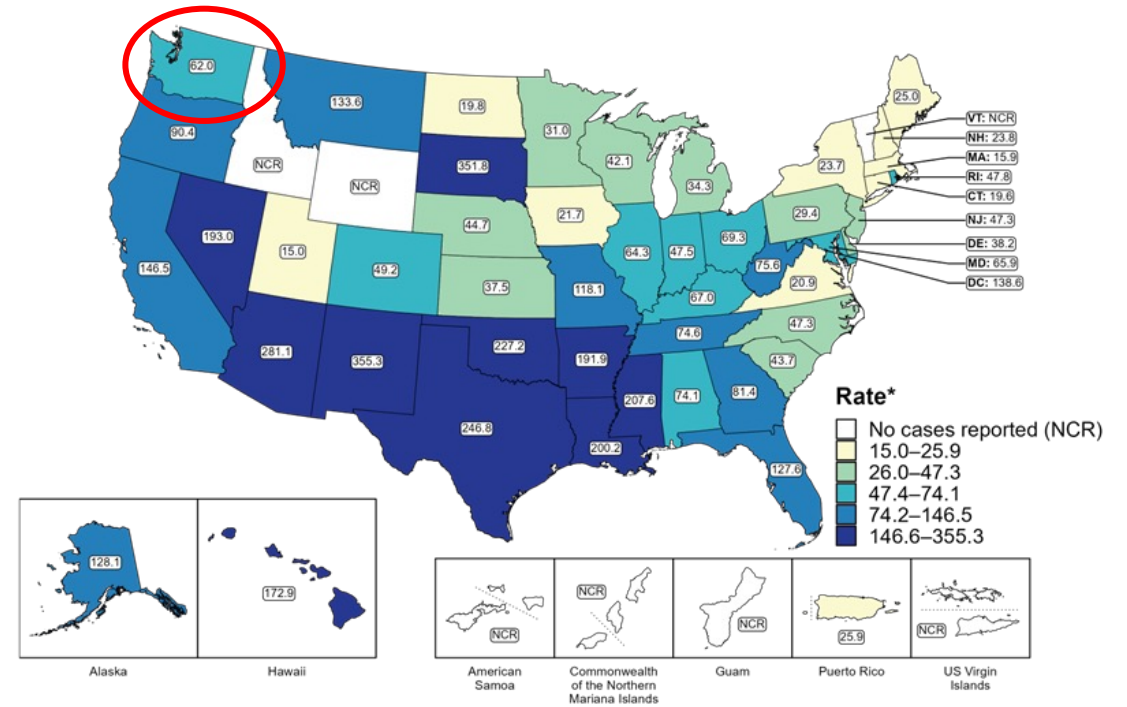 62.0
133.6
19.8
31.0
25.0
90.4
NCR
NCR
351.8
42.1
34.3
23.7
VT: NCR
NH: 23.8
MA: 15.9
RI: 47.8
CT: 19.6
NJ: 47.3
DE: 38.2
MD: 65.9
DC: 138.6
193.0
15.0
44.7
21.7
29.4
146.5
49.2
37.5
118.1
64.3
47.5
69.3
75.6
20.9
67.0
47.3
74.6
43.7
281.1
355.3
227.2
191.9
207.6
74.1
81.4
246.8
200.2
127.6
Rate*
No cases reported (NCR)
15.0–25.9
26.0–47.3
47.4–74.1
74.2–146.5
146.6–355.3
128.1
172.9
Alaska
Hawaii
NCR
NCR
NCR
25.9
NCR
American
Samoa
Commonwealth
of the Northern
Mariana Islands
Guam
Puerto Rico
US Virgin
Islands